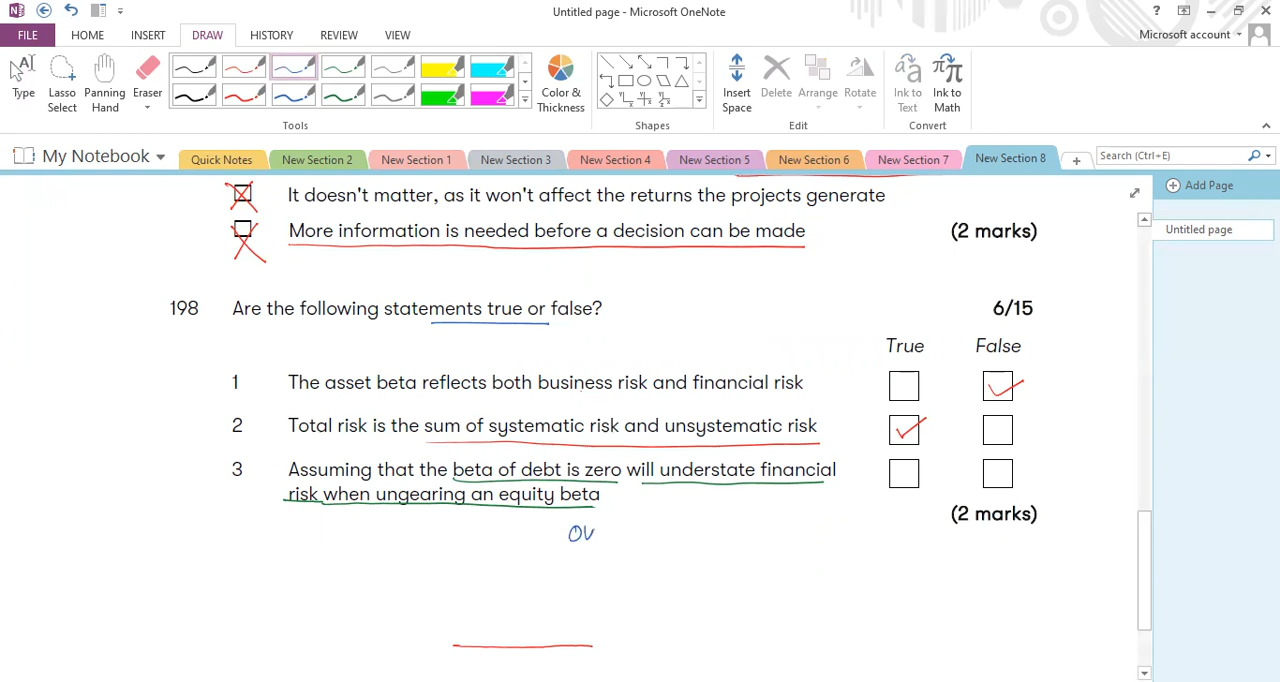 Untitled page - Microsoft OneNote
FILE HOME INSERT DRAW HISTORY REVIEW VIEW
Microsoft account
Type
Lasso Select
Panning Hand
Eraser
Color & Thickness
Insert Space
Delete
Arrange
Rotate
Ink to Text
Ink to Math
Tools
Shapes
Edit
Convert
My Notebook
Quick Notes
New Section 2
New Section 1
New Section 3
New Section 4
New Section 5
New Section 6
New Section 7
New Section 8
Search (Ctrl+E)
Add Page
Untitled page
It doesn't matter, as it won't affect the returns the projects generate
More information is needed before a decision can be made (2 marks)
198 Are the following statements true or false? 6/15
True False
1 The asset beta reflects both business risk and financial risk
2 Total risk is the sum of systematic risk and unsystematic risk
3 Assuming that the beta of debt is zero will understate financial
risk when ungearing an equity beta
(2 marks)
ov